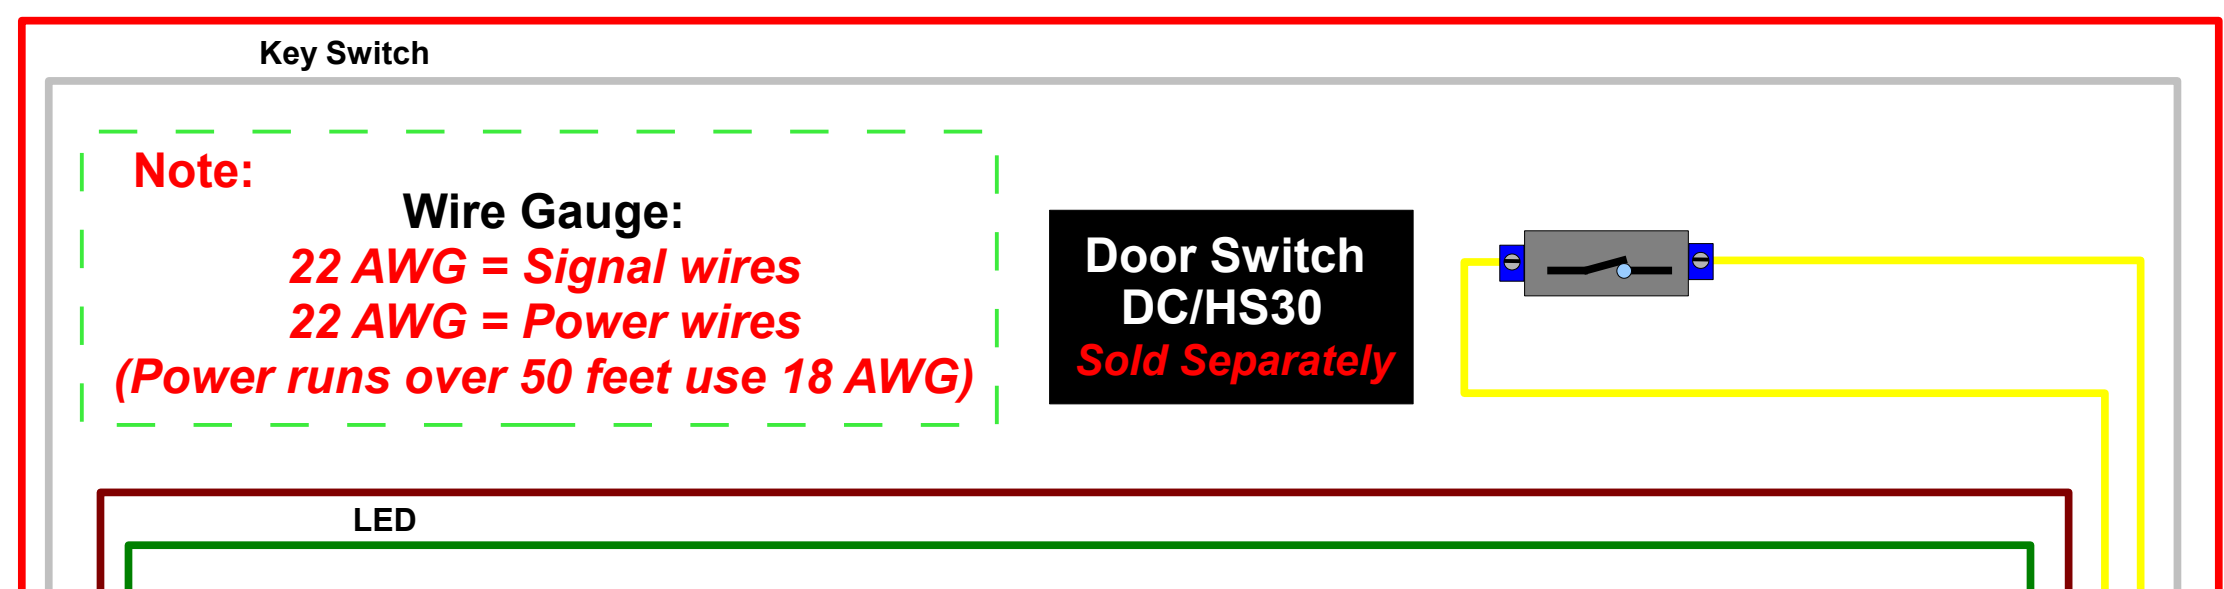 Key Switch
Note:
Wire Gauge:
22 AWG = Signal wires
22 AWG = Power wires
(Power runs over 50 feet use 18 AWG)
Door Switch
DC/HS30
Sold Separately
LED